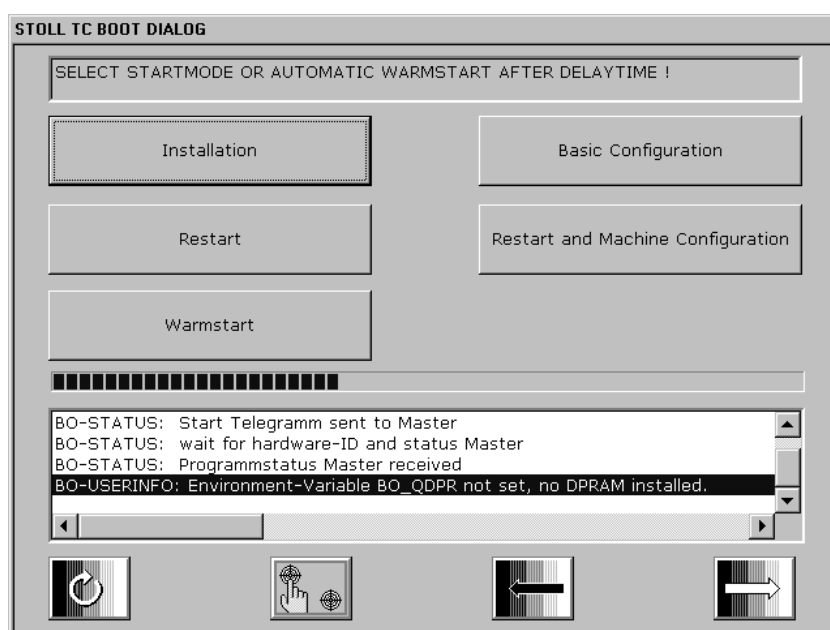 STOLL TC BOOT DIALOG
SELECT STARTMODE OR AUTOMATIC WARMSTART AFTER DELAYTIME !
Installation
Basic Configuration
Restart
Restart and Machine Configuration
Warmstart
BO-STATUS: Start Telegramm sent to Master
BO-STATUS: wait for hardware-ID and status Master
BO-STATUS: Programmstatus Master received
BO-USERINFO: Environment-Variable BO_QDPR not set, no DPRAM installed.